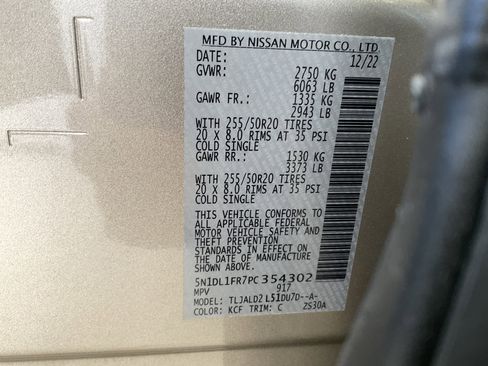 MFD BY NISSAN MOTOR CO., LTD.
DATE: 12/22
GVWR: 2750 KG
6063 LB
GAWR FR.: 1335 KG
2943 LB
WITH 255/50R20 TIRES
20 X 8.0 RIMS AT 35 PSI
COLD SINGLE
GAWR RR.: 1530 KG
3373 LB
WITH 255/50R20 TIRES
20 X 8.0 RIMS AT 35 PSI
COLD SINGLE
THIS VEHICLE CONFORMS TO
ALL APPLICABLE FEDERAL
MOTOR VEHICLE SAFETY AND
THEFT PREVENTION
STANDARDS IN EFFECT ON
THE DATE OF MANUFACTURE
SHOWN ABOVE.
5N1DL1FR7PC354302
MPV 917
MODEL: TLJALD2 L51DU7D--A-
COLOR: KCF TRIM: C ZS30A